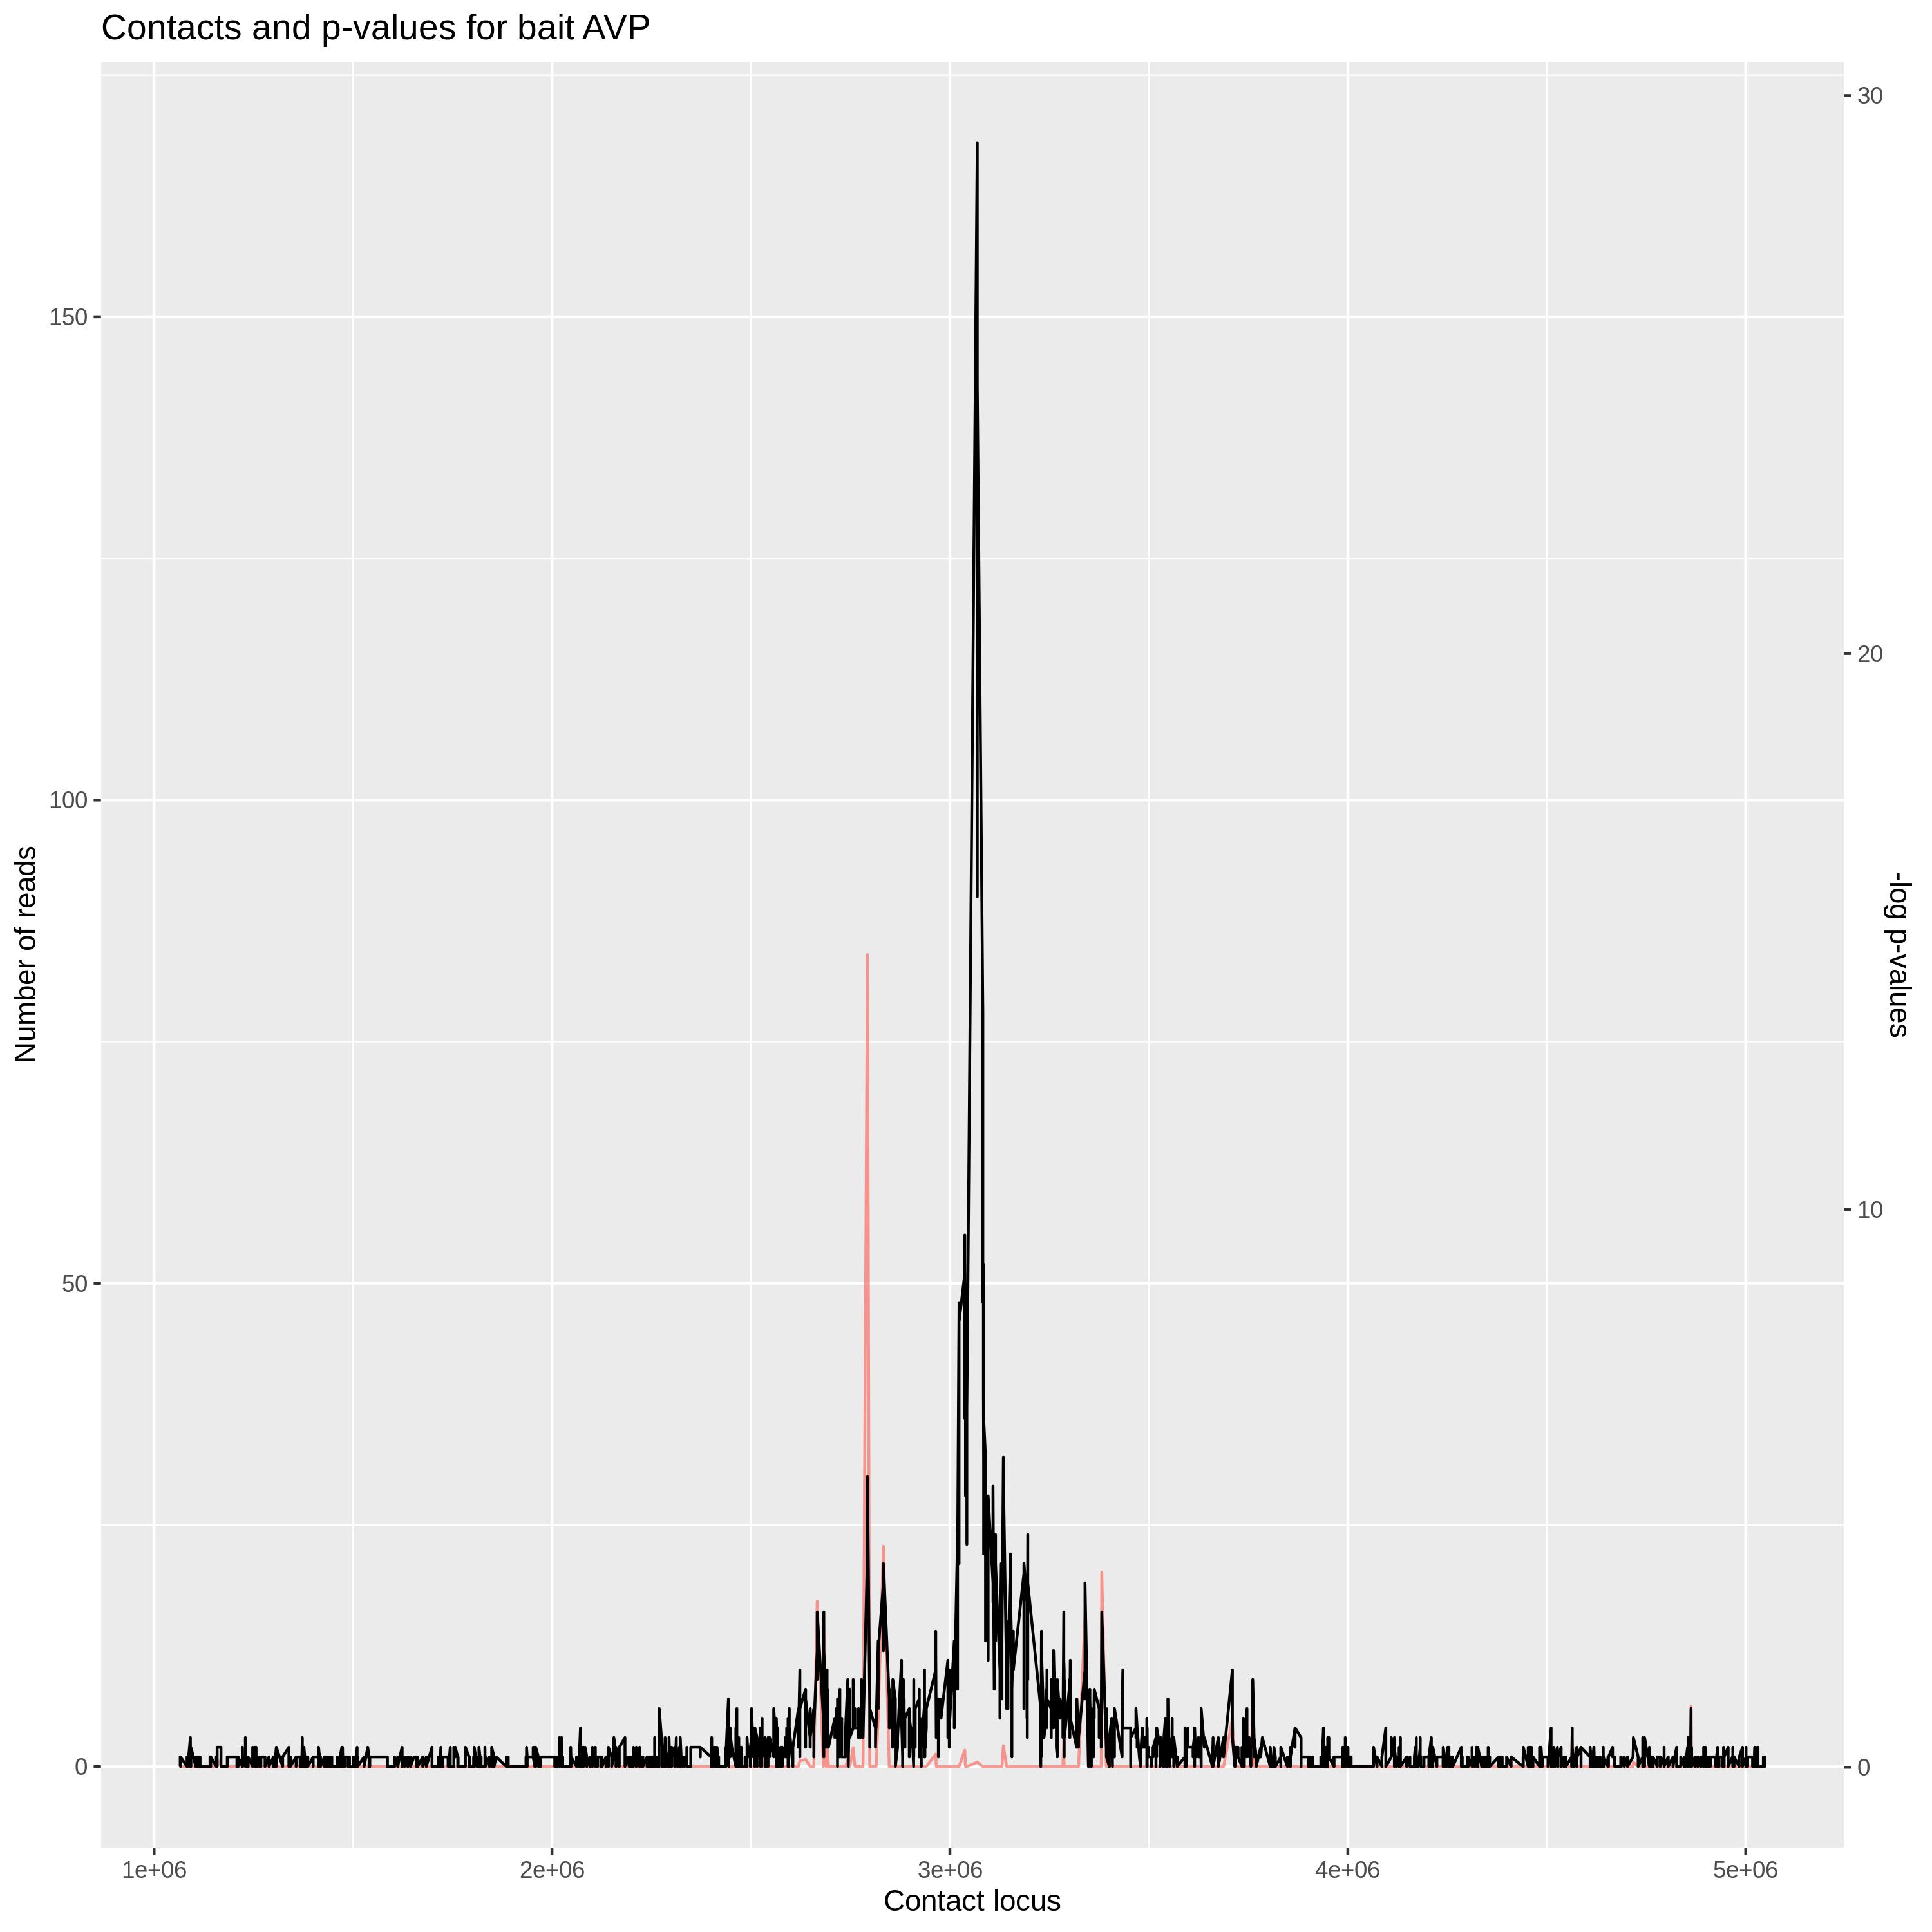 Contacts and p-values for bait AVP
Number of reads
150
100
50
0
30
20
10
0
-log p-values
1e+06
2e+06
3e+06
4e+06
5e+06
Contact locus